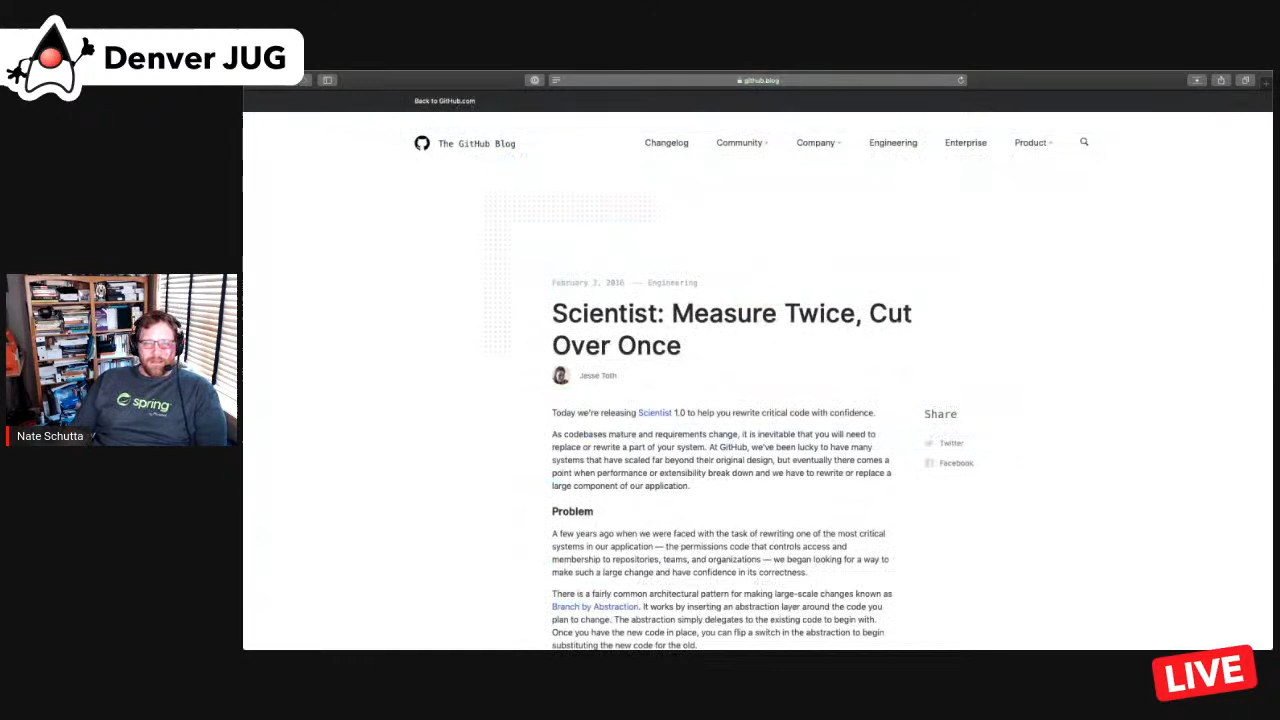 Denver JUG
github.blog
Back to GitHub.com
The GitHub Blog
Changelog Community Company Engineering Enterprise Product
February 3, 2016 — Engineering
Scientist: Measure Twice, Cut
Over Once
Jesse Toth
Today we're releasing Scientist 1.0 to help you rewrite critical code with confidence.
As codebases mature and requirements change, it is inevitable that you will need to
replace or rewrite a part of your system. At GitHub, we've been lucky to have many
systems that have scaled far beyond their original design, but eventually there comes a
point when performance or extensibility break down and we have to rewrite or replace a
large component of our application.
Problem
A few years ago when we were faced with the task of rewriting one of the most critical
systems in our application — the permissions code that controls access and
membership to repositories, teams, and organizations — we began looking for a way to
make such a large change and have confidence in its correctness.
There is a fairly common architectural pattern for making large-scale changes known as
Branch by Abstraction. It works by inserting an abstraction layer around the code you
plan to change. The abstraction simply delegates to the existing code to begin with.
Once you have the new code in place, you can flip a switch in the abstraction to begin
substituting the new code for the old.
Share
Twitter
Facebook
spring
Nate Schutta
LIVE